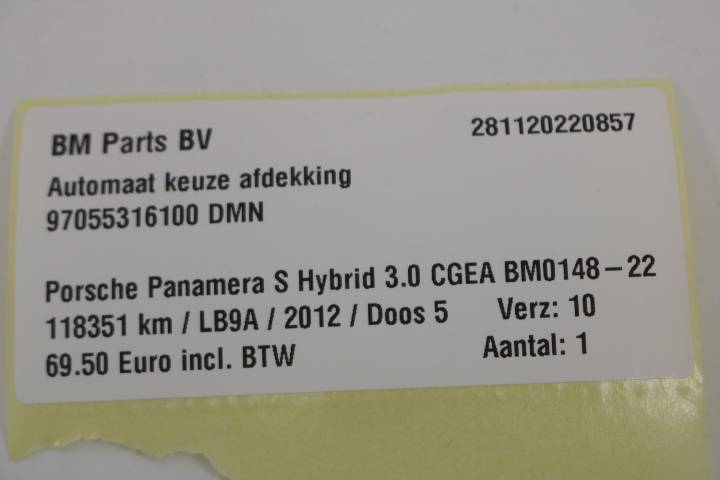 BM Parts BV 281120220857
Automaat keuze afdekking
97055316100 DMN
Porsche Panamera S Hybrid 3.0 CGEA BM0148-22
118351 km / LB9A / 2012 / Doos 5 Verz: 10
69.50 Euro incl. BTW Aantal: 1